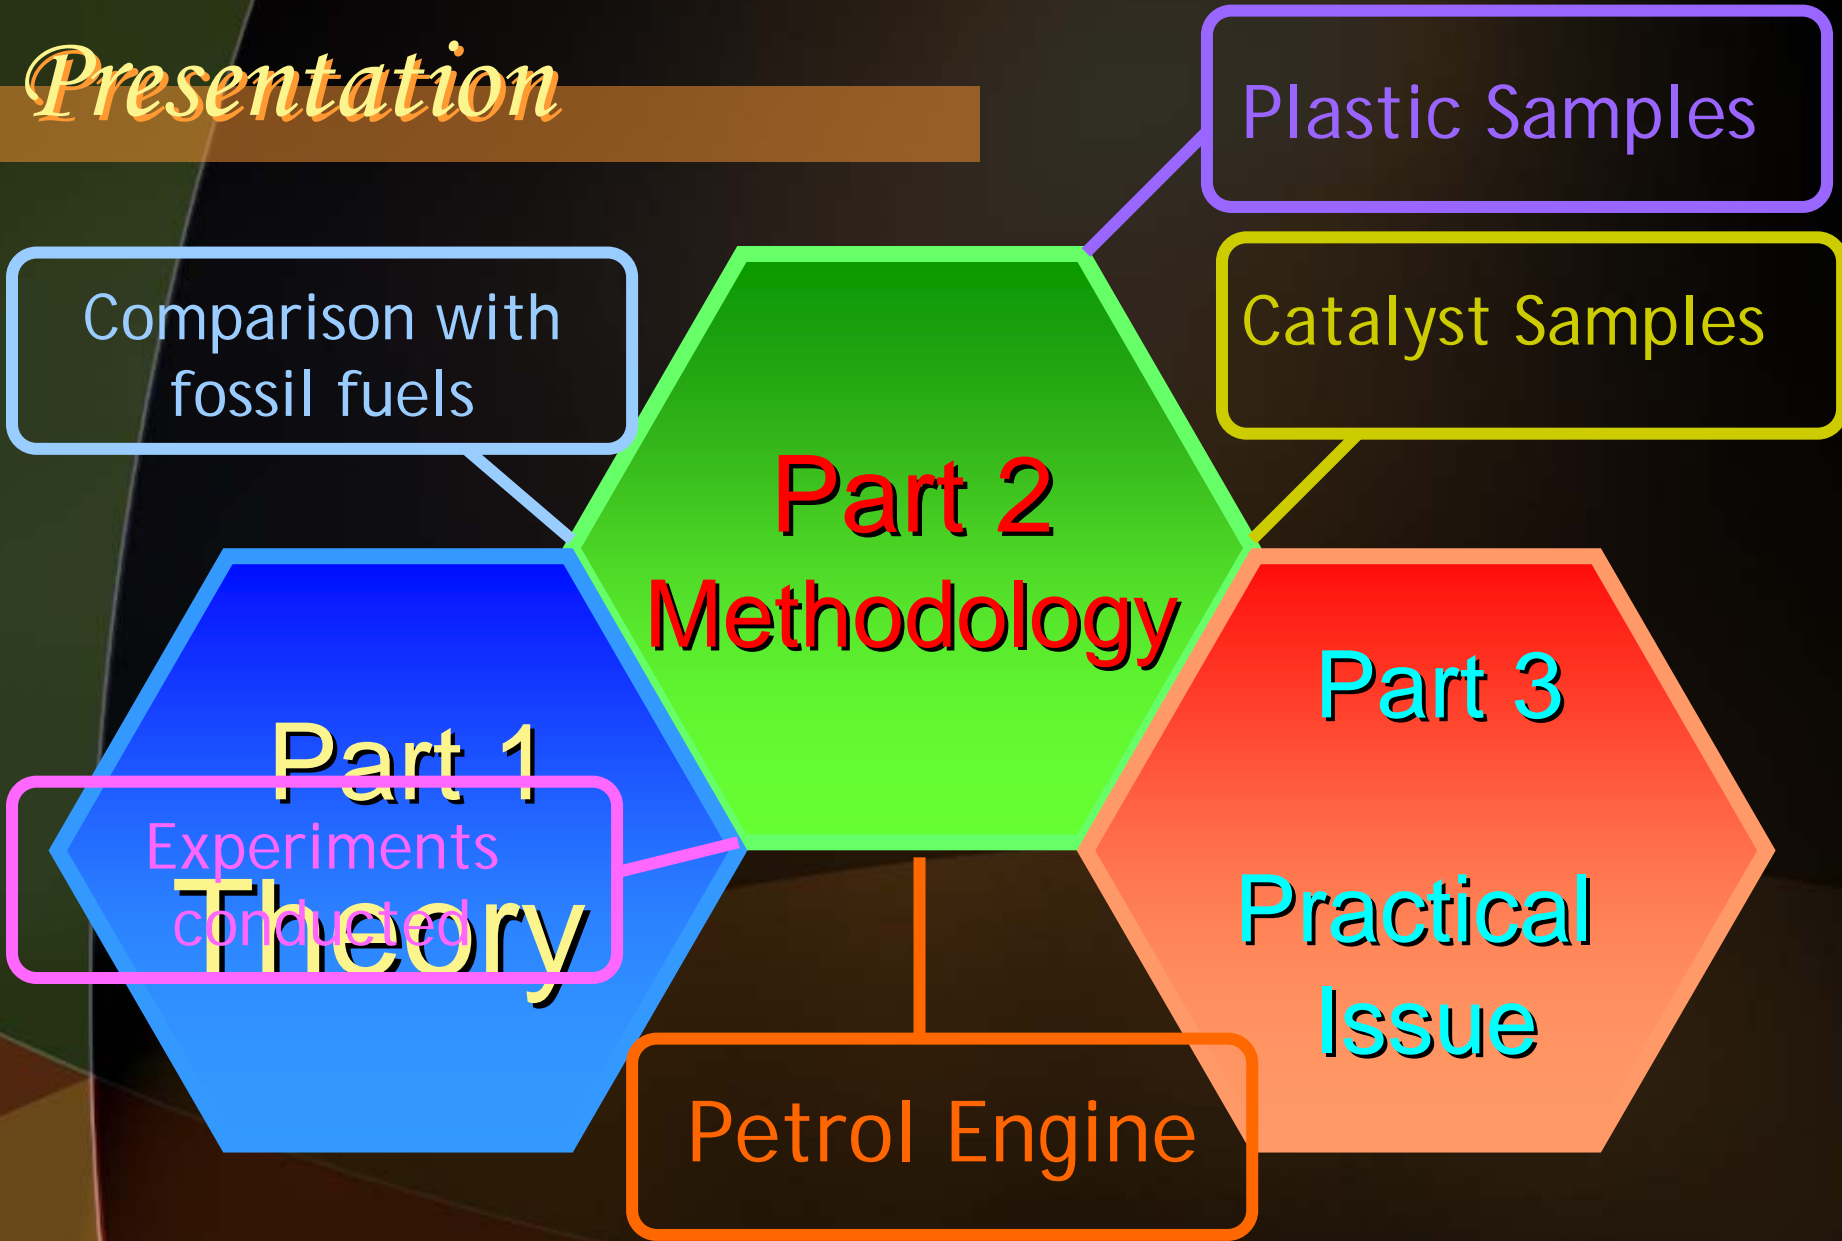 Presentation
Plastic Samples
Comparison with
fossil fuels
Catalyst Samples
Part 2
Methodology
Part 1
Theory
Experiments
conducted
Part 3
Practical
Issue
Petrol Engine